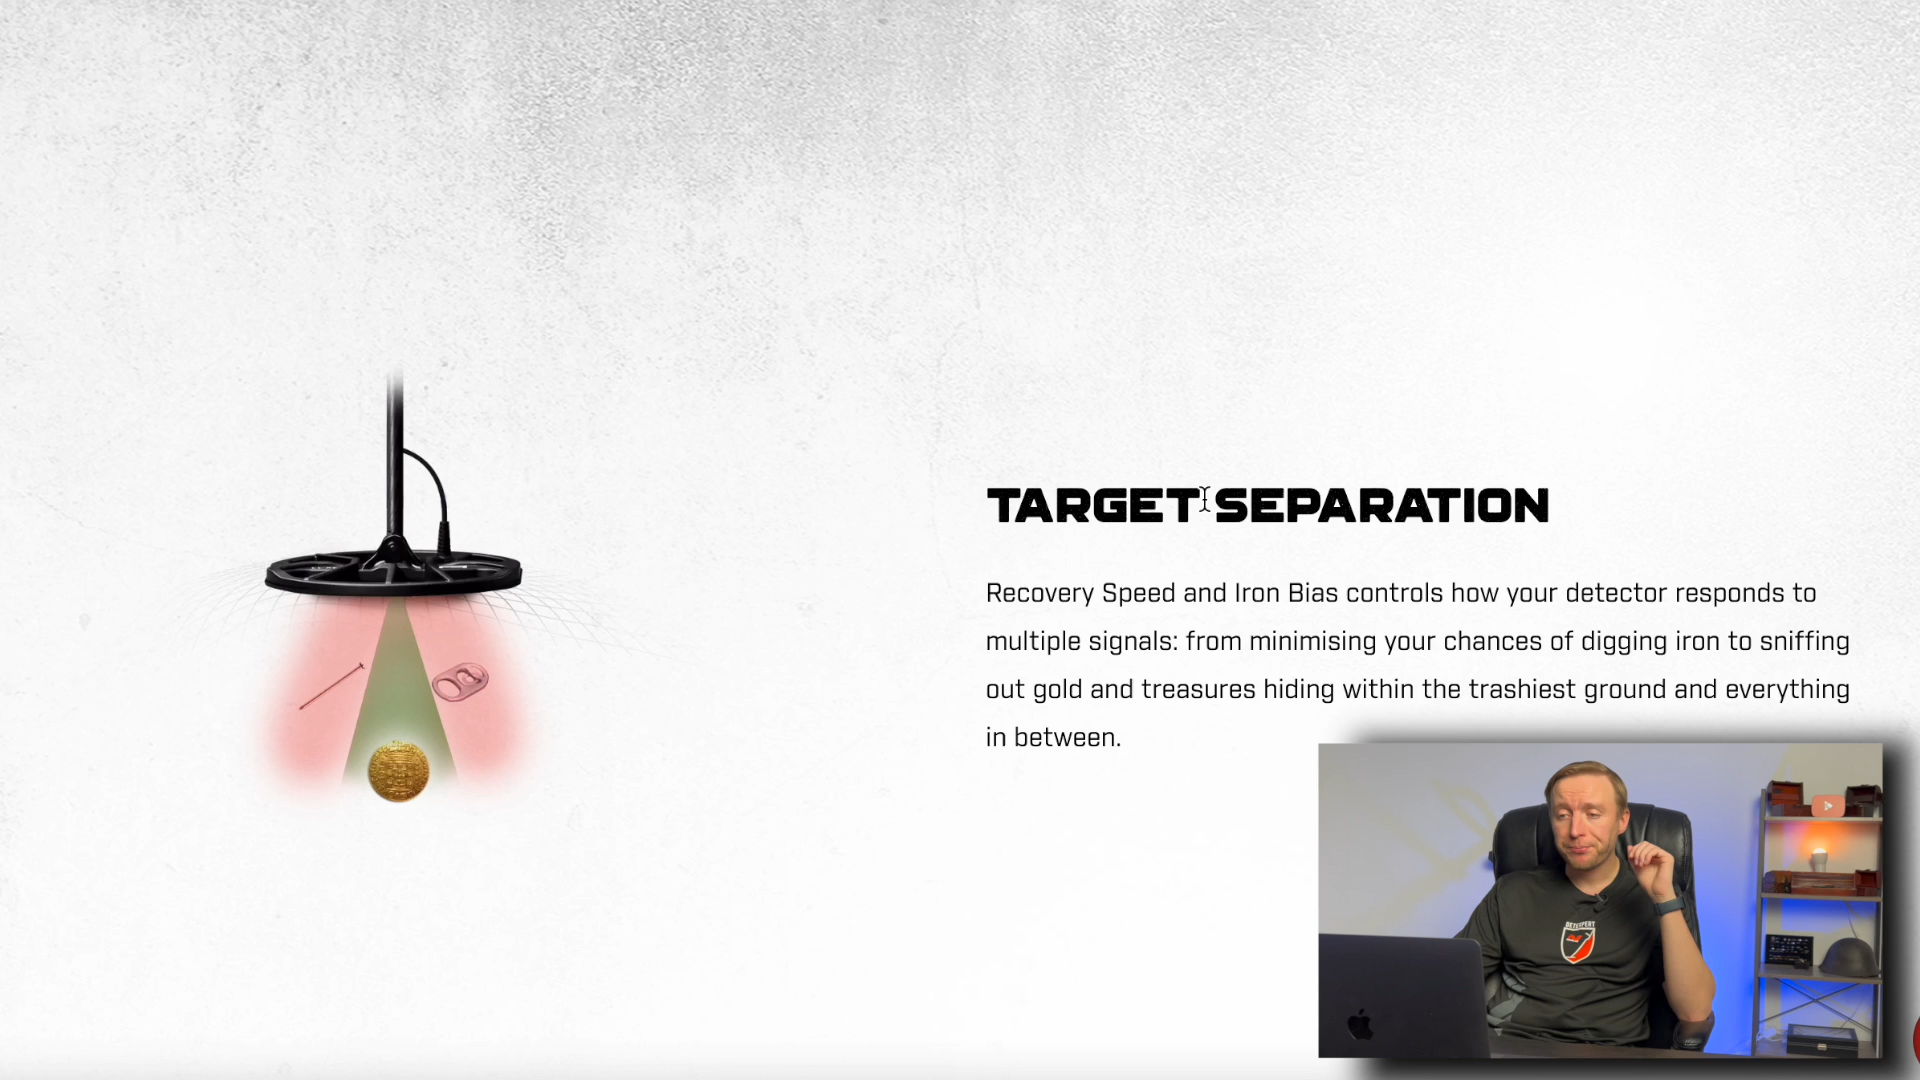 TARGET SEPARATION
Recovery Speed and Iron Bias controls how your detector responds to
multiple signals: from minimising your chances of digging iron to sniffing
out gold and treasures hiding within the trashiest ground and everything
in between.
DETEXPERT